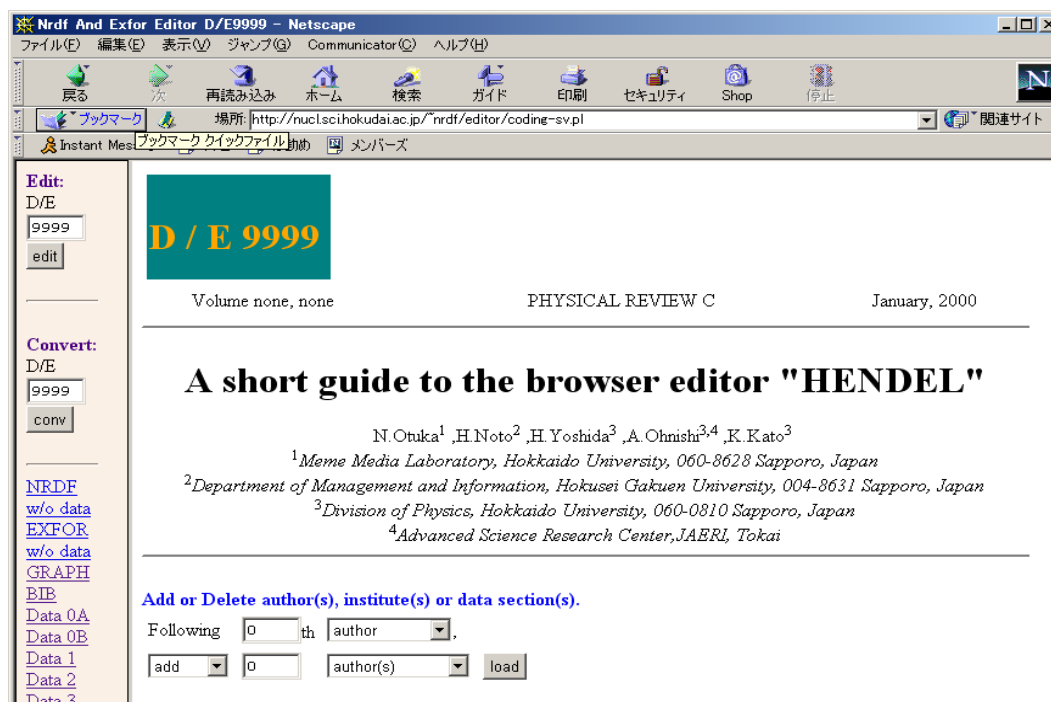 Nrdf And Exfor Editor D/E9999 - Netscape
ファイル(F) 編集(E) 表示(V) ジャンプ(G) Communicator(C) ヘルプ(H)
戻る 次 再読み込み ホーム 検索 ガイド 印刷 セキュリティ Shop 停止 N
ブックマーク 場所: http://nucl.sci.hokudai.ac.jp/~nrdf/editor/coding-sv.pl 関連サイト
Instant Mes ブックマーク クイックファイル 勧め メンバーズ
Edit:
D/E
9999
edit
Convert:
D/E
9999
conv
NRDF
w/o data
EXFOR
w/o data
GRAPH
BIB
Data 0A
Data 0B
Data 1
Data 2
Data 3
D / E 9999
Volume none, none PHYSICAL REVIEW C January, 2000
A short guide to the browser editor "HENDEL"
N.Otuka1 ,H.Noto2 ,H.Yoshida3 ,A.Ohnishi3,4 ,K.Kato3
1Meme Media Laboratory, Hokkaido University, 060-8628 Sapporo, Japan
2Department of Management and Information, Hokusei Gakuen University, 004-8631 Sapporo, Japan
3Division of Physics, Hokkaido University, 060-0810 Sapporo, Japan
4Advanced Science Research Center,JAERI, Tokai
Add or Delete author(s), institute(s) or data section(s).
Following 0 th author ,
add 0 author(s) load